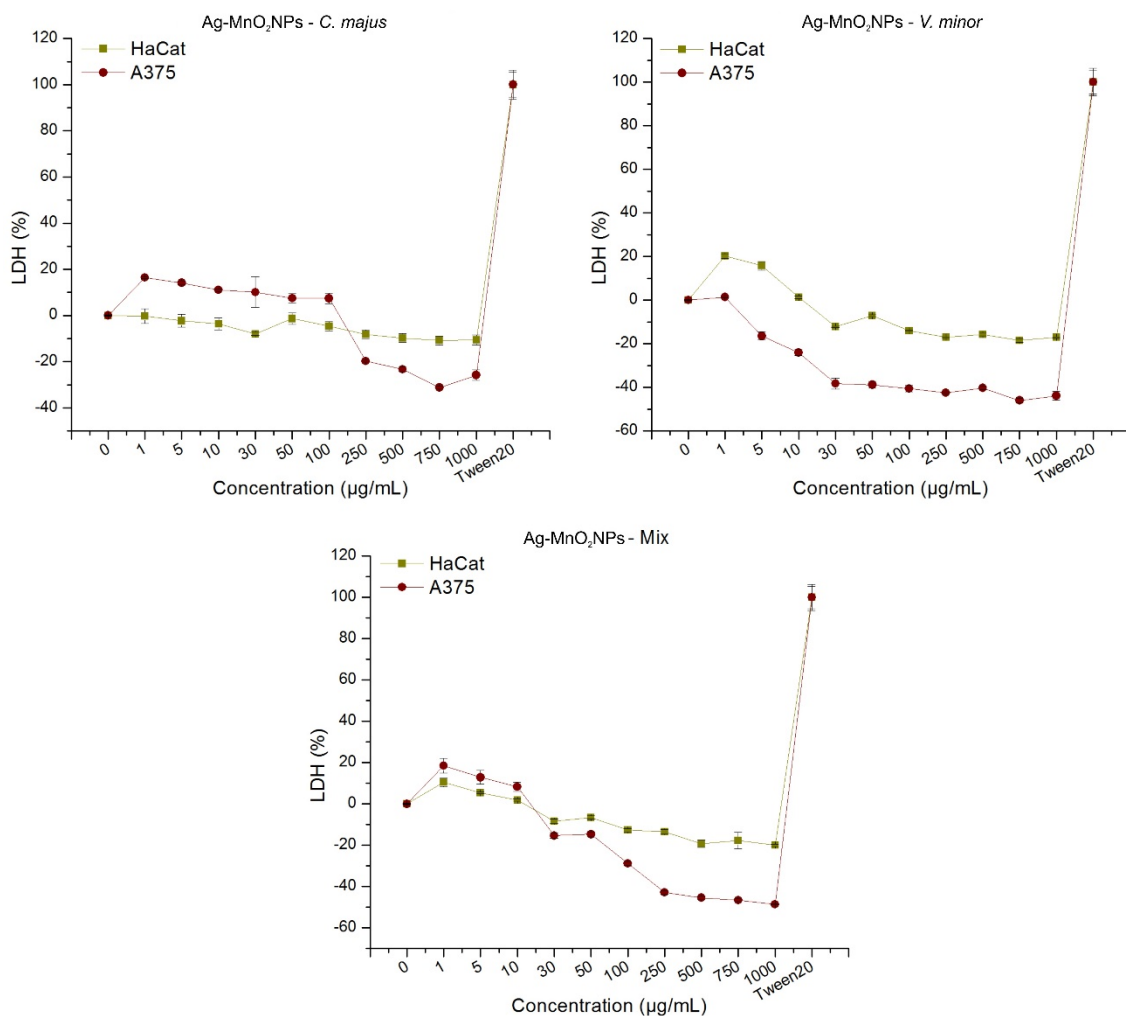 Ag-MnO₂NPs - C. majus
HaCat
A375
LDH (%)
120
100
80
60
40
20
0
-20
-40
0 1 5 10 30 50 100 250 500 750 1000 Tween20
Concentration (µg/mL)
Ag-MnO₂NPs - V. minor
HaCat
A375
LDH (%)
120
100
80
60
40
20
0
-20
-40
-60
0 1 5 10 30 50 100 250 500 750 1000 Tween20
Concentration (µg/mL)
Ag-MnO₂NPs - Mix
HaCat
A375
LDH (%)
120
100
80
60
40
20
0
-20
-40
-60
0 1 5 10 30 50 100 250 500 750 1000 Tween20
Concentration (µg/mL)